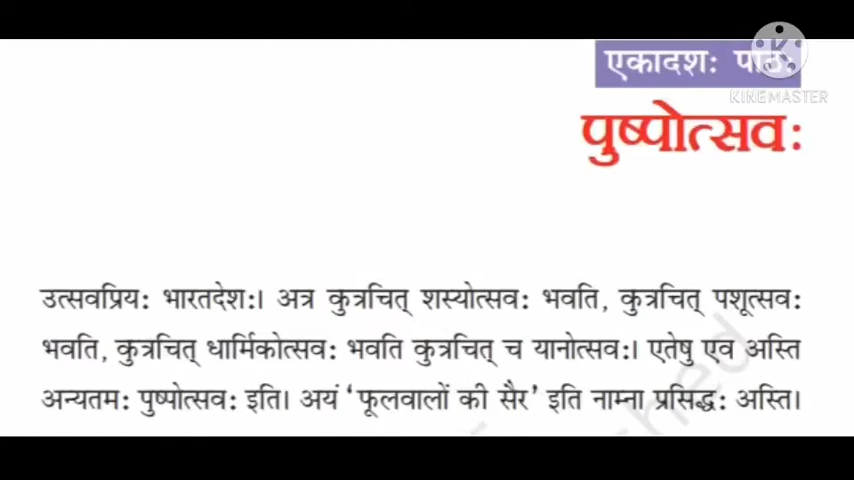 एकादशः पाठः
KINEMASTER
पुष्पोत्सवः
उत्सवप्रियः भारतदेशः। अत्र कुत्रचित् शस्योत्सवः भवति, कुत्रचित् पशूत्सवः
भवति, कुत्रचित् धार्मिकोत्सवः भवति कुत्रचित् च यानोत्सवः। एतेषु एव अस्ति
अन्यतमः पुष्पोत्सवः इति। अयं ‘फूलवालों की सैर’ इति नाम्ना प्रसिद्धः अस्ति।